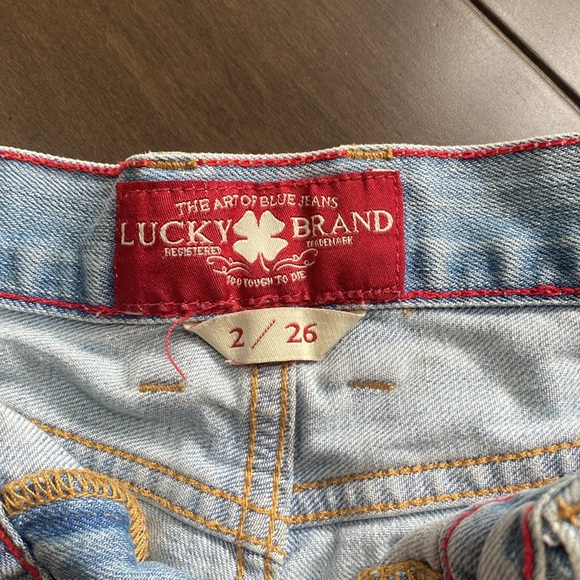 THE ART OF BLUE JEANS
LUCKY BRAND
REGISTERED TRADEMARK
TOO TOUGH TO DIE
2 / 26